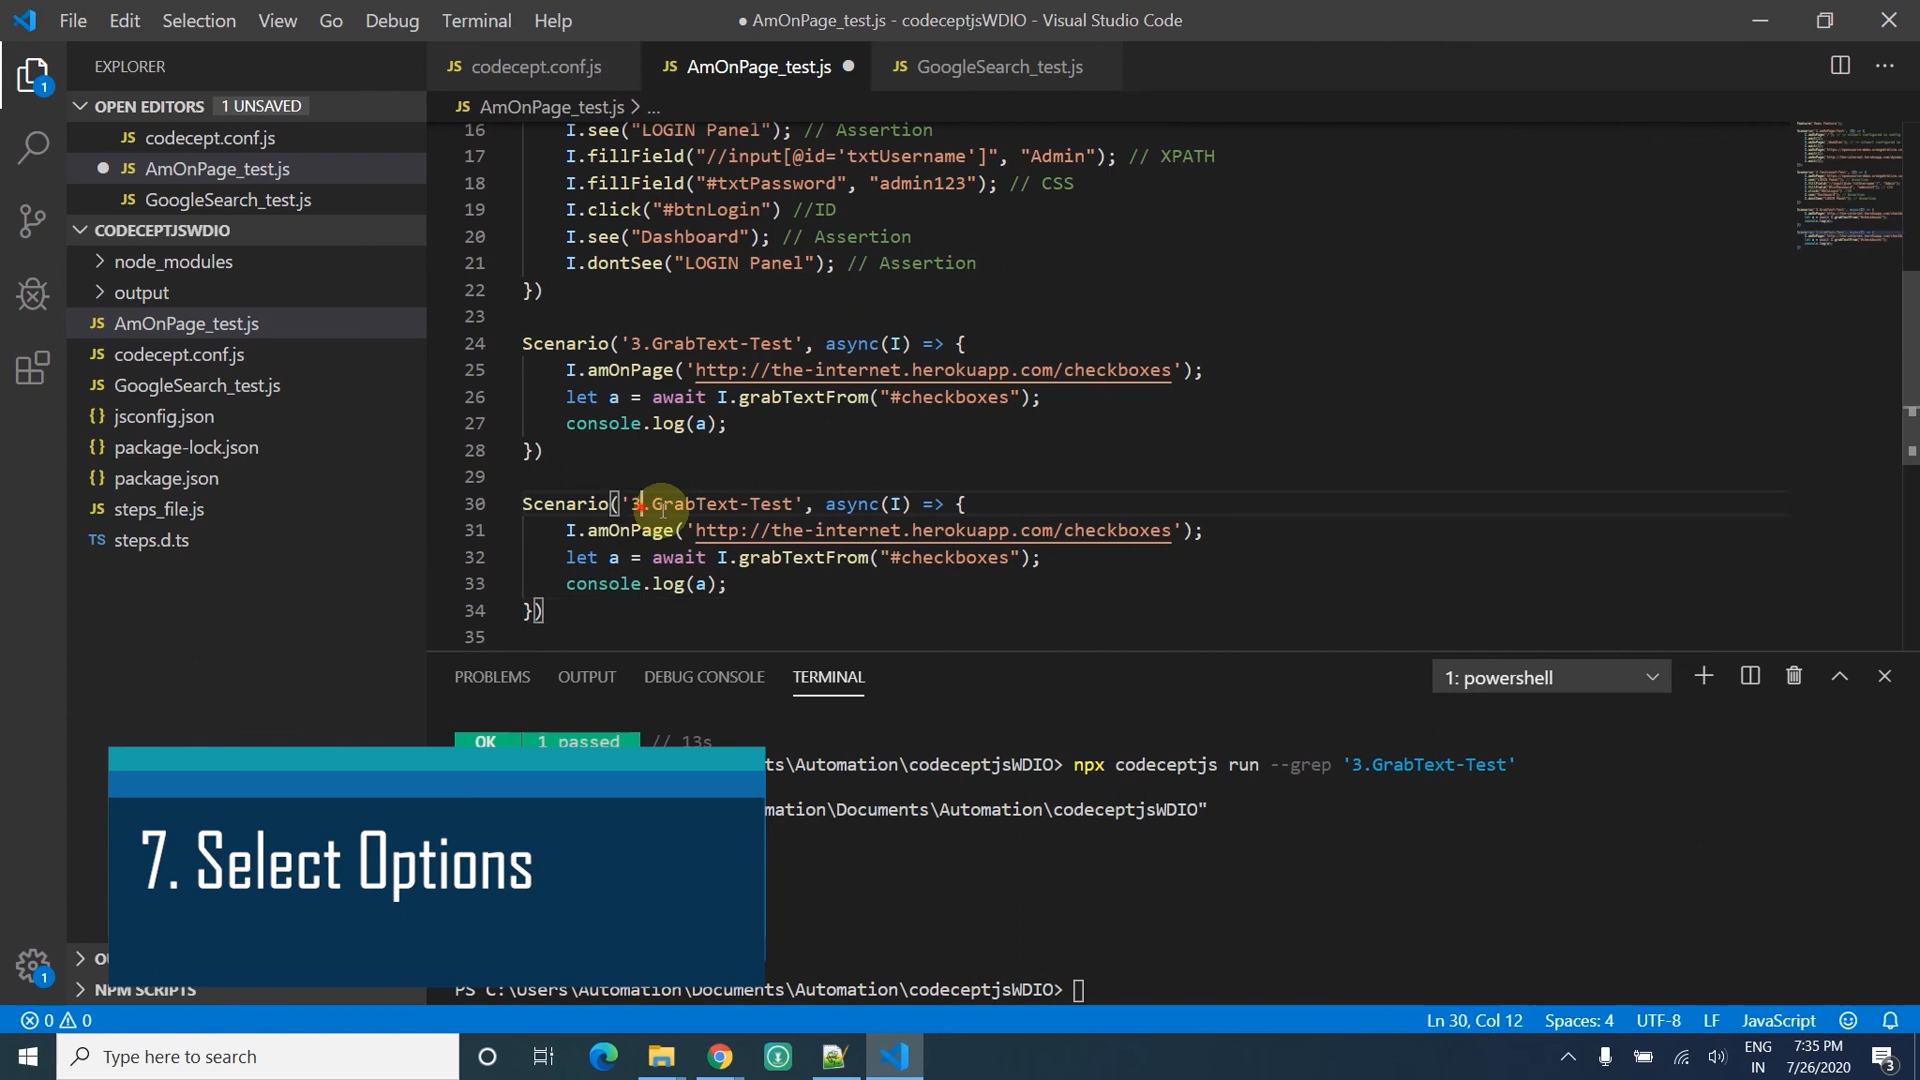 File Edit Selection View Go Debug Terminal Help
● AmOnPage_test.js - codeceptjsWDIO - Visual Studio Code
EXPLORER
OPEN EDITORS 1 UNSAVED
JS codecept.conf.js
● JS AmOnPage_test.js
JS GoogleSearch_test.js
CODECEPTJSWDIO
node_modules
output
JS AmOnPage_test.js
JS codecept.conf.js
JS GoogleSearch_test.js
{} jsconfig.json
{} package-lock.json
{} package.json
JS steps_file.js
TS steps.d.ts
NPM SCRIPTS
JS codecept.conf.js JS AmOnPage_test.js ● JS GoogleSearch_test.js
JS AmOnPage_test.js > ...
16 I.see("LOGIN Panel"); // Assertion
17 I.fillField("//input[@id='txtUsername']", "Admin"); // XPATH
18 I.fillField("#txtPassword", "admin123"); // CSS
19 I.click("#btnLogin") //ID
20 I.see("Dashboard"); // Assertion
21 I.dontSee("LOGIN Panel"); // Assertion
22 })
23
24 Scenario('3.GrabText-Test', async(I) => {
25 I.amOnPage('http://the-internet.herokuapp.com/checkboxes');
26 let a = await I.grabTextFrom("#checkboxes");
27 console.log(a);
28 })
29
30 Scenario('3.GrabText-Test', async(I) => {
31 I.amOnPage('http://the-internet.herokuapp.com/checkboxes');
32 let a = await I.grabTextFrom("#checkboxes");
33 console.log(a);
34 })
35
PROBLEMS OUTPUT DEBUG CONSOLE TERMINAL 1: powershell
OK 1 passed // 13s
ts\Automation\codeceptjsWDIO> npx codeceptjs run --grep '3.GrabText-Test'
mation\Documents\Automation\codeceptjsWDIO"
PS C:\Users\Automation\Documents\Automation\codeceptjsWDIO>
7. Select Options
0 0 Ln 30, Col 12 Spaces: 4 UTF-8 LF JavaScript
Type here to search
ENG
IN
7:35 PM
7/26/2020